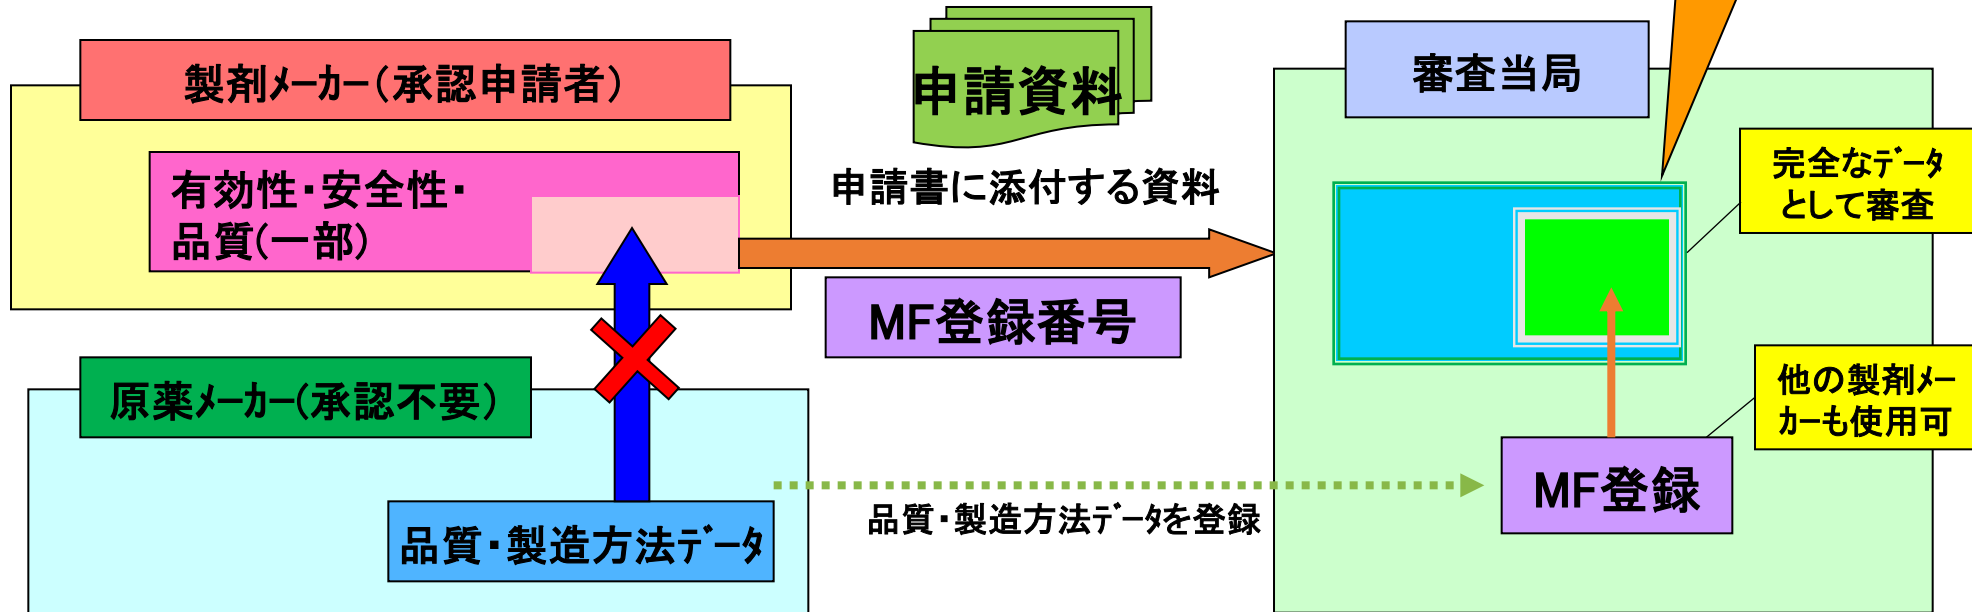 製剤ﾒｰｶｰ（承認申請者）
有効性・安全性・
品質(一部）
原薬ﾒｰｶｰ(承認不要）
品質・製造方法ﾃﾞｰﾀ
申請資料
申請書に添付する資料
MF登録番号
品質・製造方法ﾃﾞｰﾀを登録
審査当局
完全なﾃﾞｰﾀ
として審査
他の製剤ﾒｰ
ｶｰも使用可
MF登録